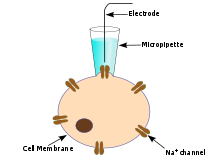 Electrode
Micropipette
Cell Membrane
Na⁺ channel